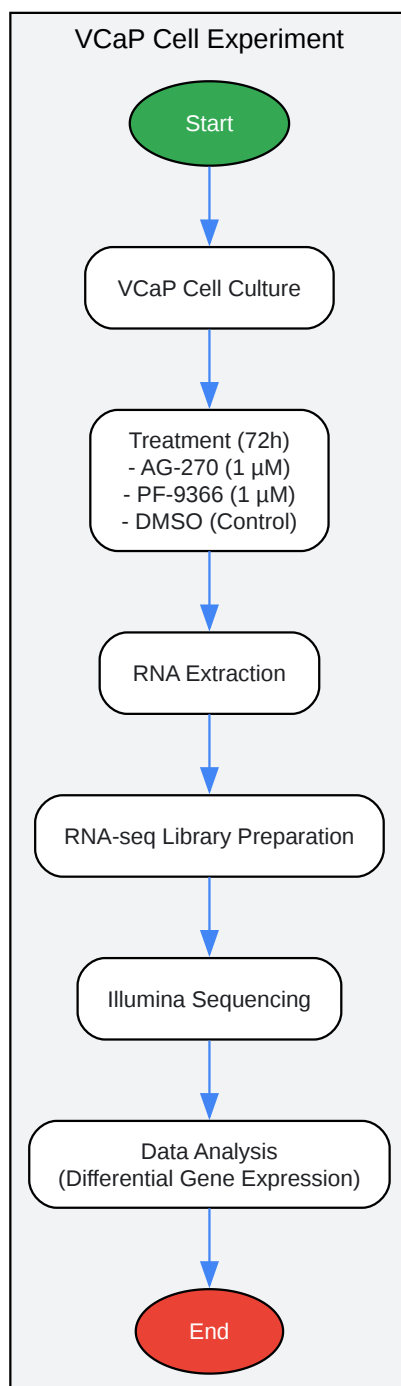 VCaP Cell Experiment
Start
VCaP Cell Culture
Treatment (72h)
- AG-270 (1 µM)
- PF-9366 (1 µM)
- DMSO (Control)
RNA Extraction
RNA-seq Library Preparation
Illumina Sequencing
Data Analysis
(Differential Gene Expression)
End